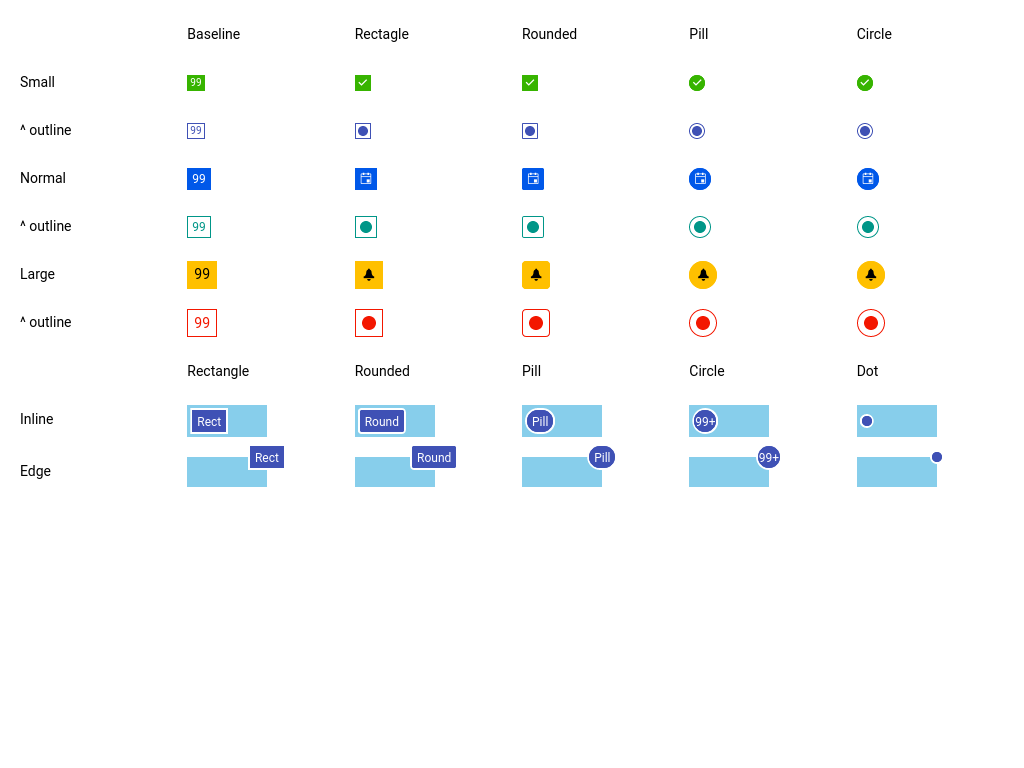 Baseline Rectagle Rounded Pill Circle
Small 99
^ outline 99
Normal 99
^ outline 99
Large 99
^ outline 99
Rectangle Rounded Pill Circle Dot
Inline Rect Round Pill 99+
Edge Rect Round Pill 99+